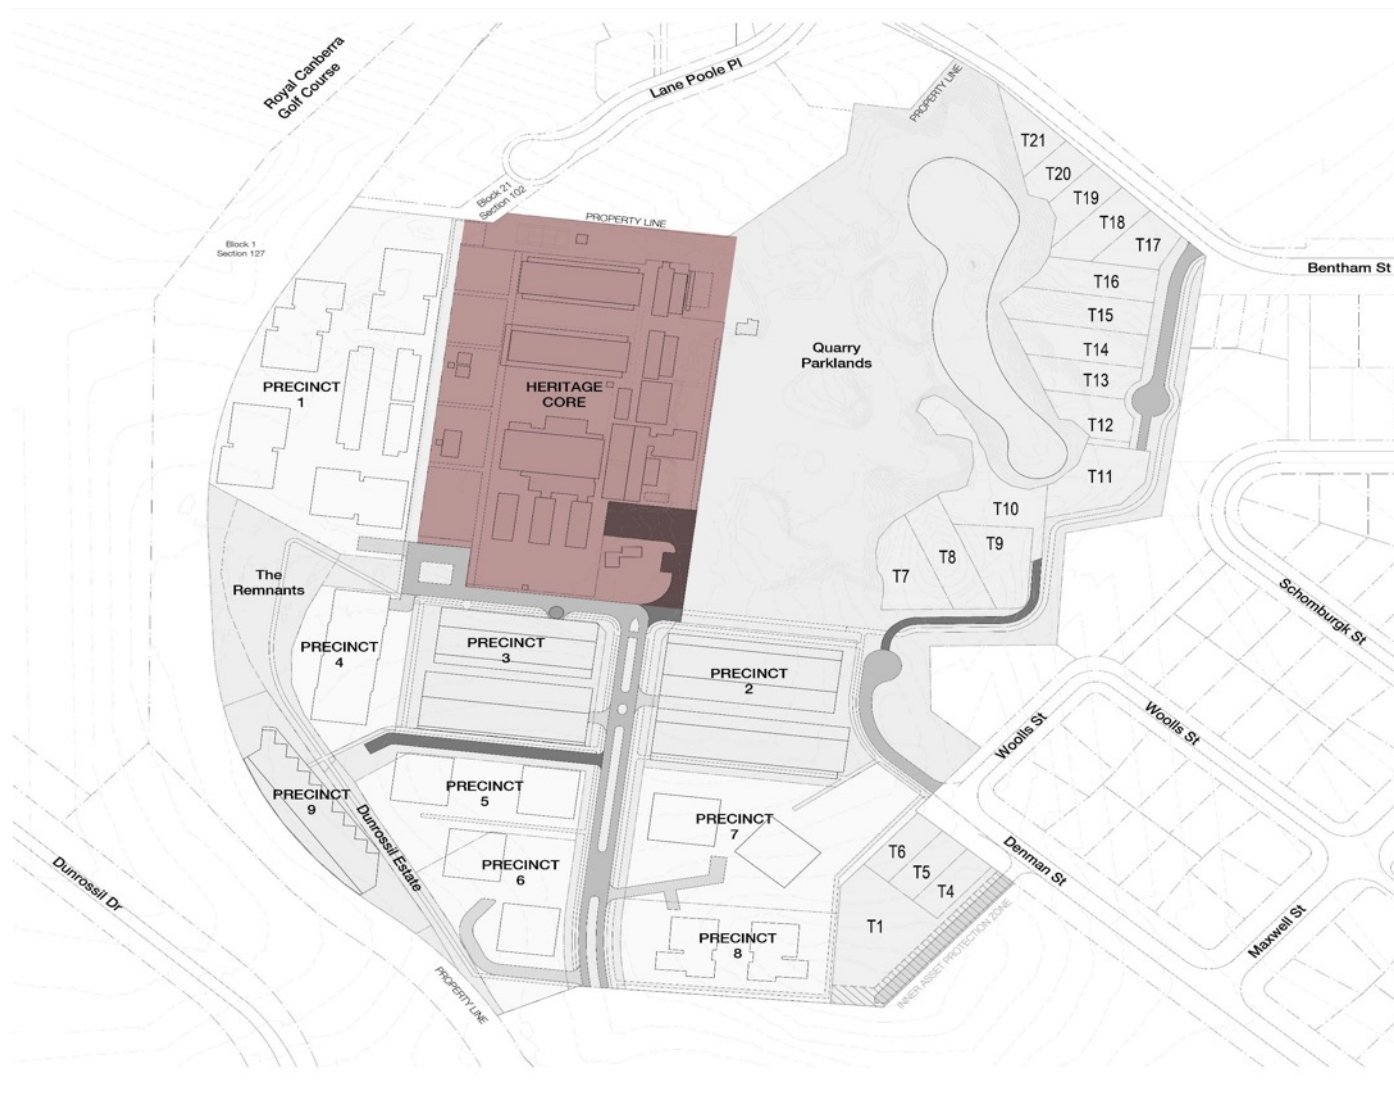 Royal Canberra
Golf Course
Lane Poole Pl
PROPERTY LINE
Block 21
Section 102
PROPERTY LINE
Block 1
Section 127
T21
T20
T19
T18
T17
Bentham St
T16
T15
T14
T13
T12
T11
T10
T9
T8
T7
Quarry
Parklands
HERITAGE
CORE
PRECINCT
1
The
Remnants
Schomburgk St
PRECINCT
4
PRECINCT
3
PRECINCT
2
Woolls St
Woolls St
PRECINCT
9
PRECINCT
5
PRECINCT
7
Dunrossil Estate
PRECINCT
6
T6
T5
T4
T1
Denman St
Dunrossil Dr
PRECINCT
8
Maxwell St
INNER ASSET PROTECTION ZONE
PROPERTY LINE